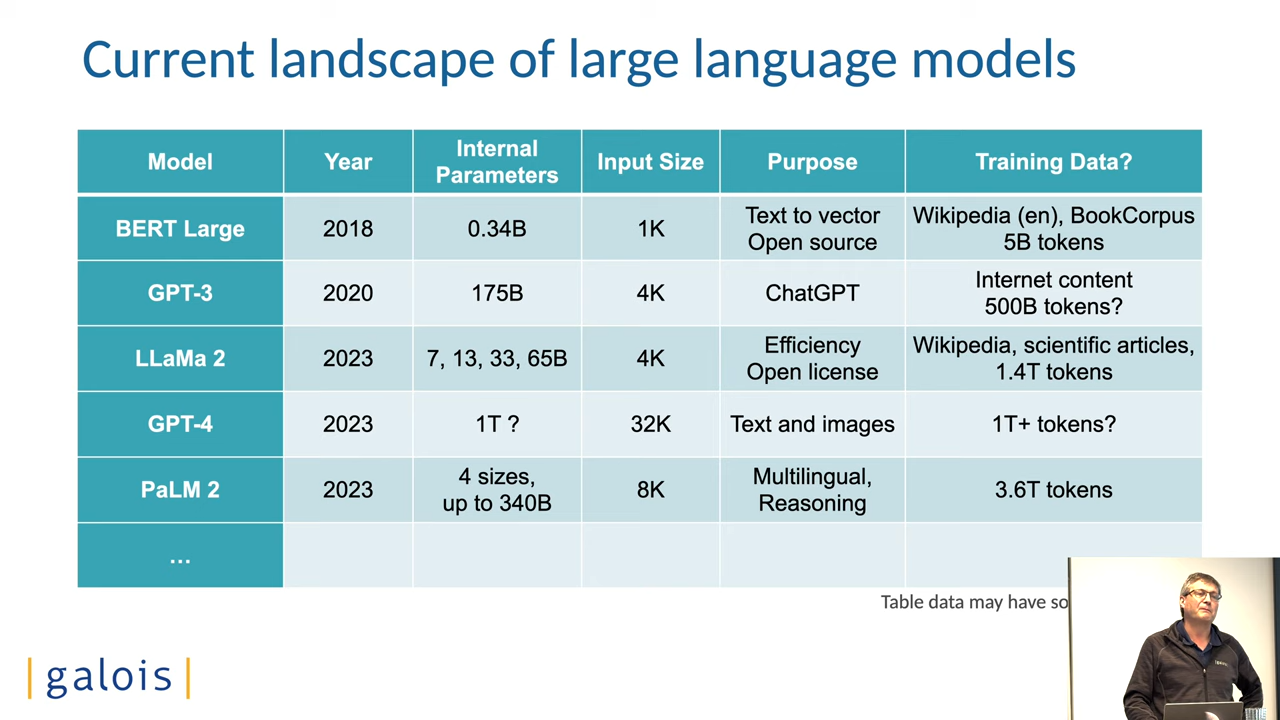 Current landscape of large language models
Model Year Internal Parameters Input Size Purpose Training Data?
BERT Large 2018 0.34B 1K Text to vector Open source Wikipedia (en), BookCorpus 5B tokens
GPT-3 2020 175B 4K ChatGPT Internet content 500B tokens?
LLaMa 2 2023 7, 13, 33, 65B 4K Efficiency Open license Wikipedia, scientific articles, 1.4T tokens
GPT-4 2023 1T ? 32K Text and images 1T+ tokens?
PaLM 2 2023 4 sizes, up to 340B 8K Multilingual, Reasoning 3.6T tokens
...
Table data may have
| galois |